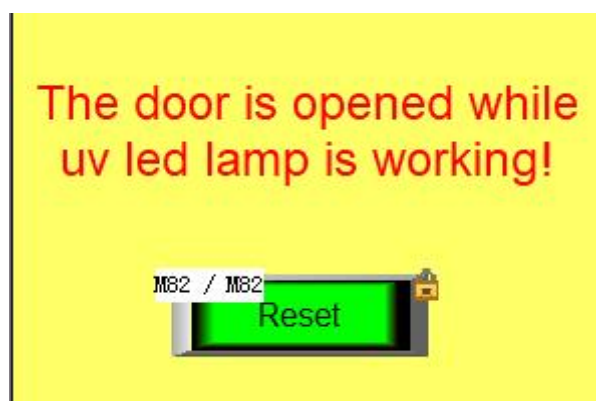 The door is opened while
uv led lamp is working!
M82 / M82
Reset